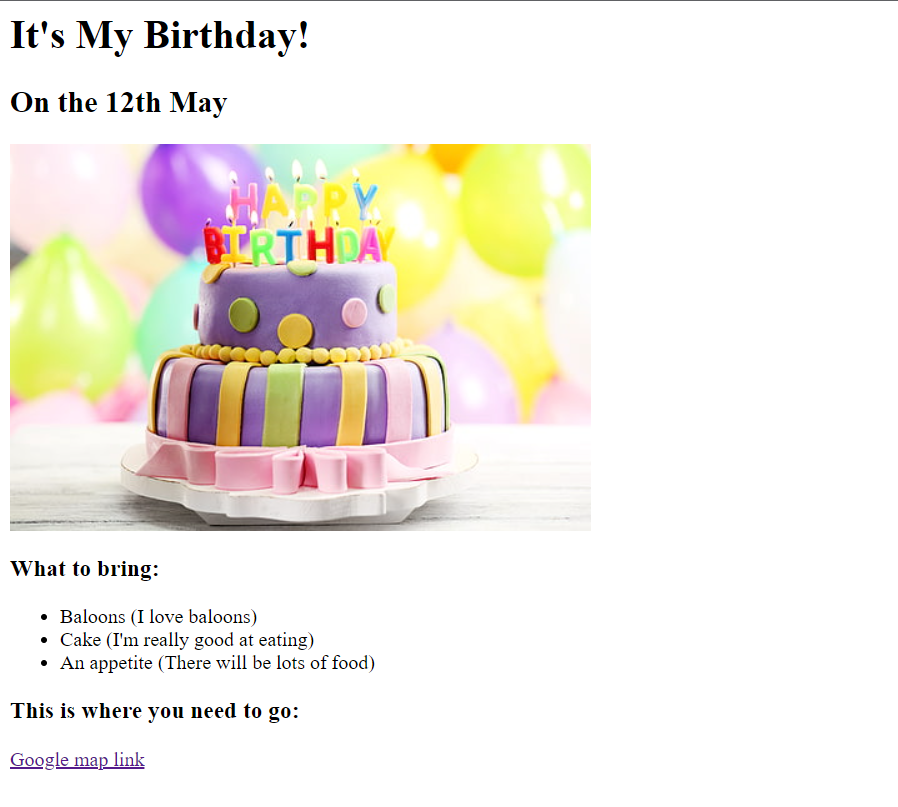 It's My Birthday!
On the 12th May
HAPPY
BIRTHDAY
What to bring:
Baloons (I love baloons)
Cake (I'm really good at eating)
An appetite (There will be lots of food)
This is where you need to go:
Google map link